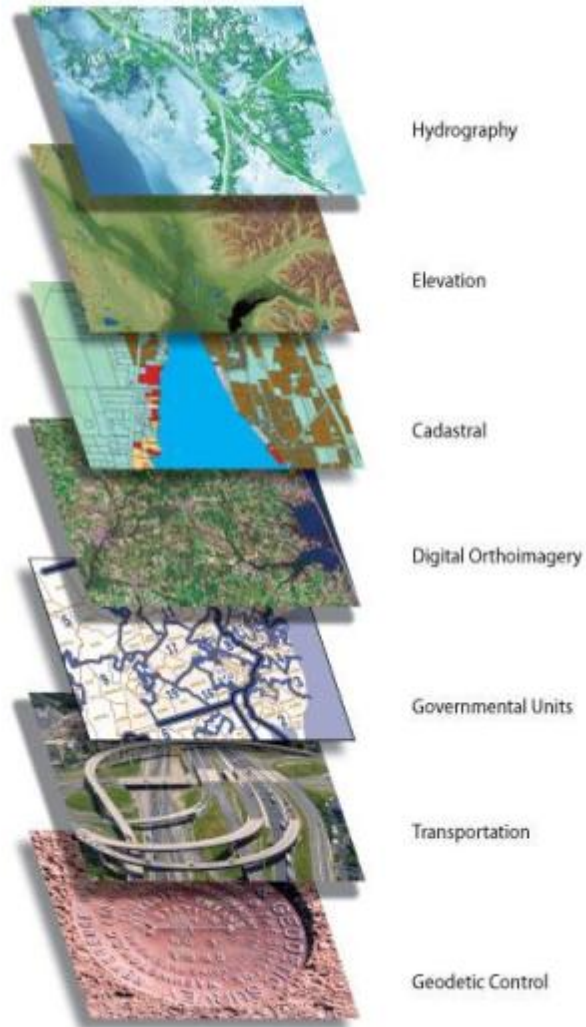 Hydrography
Elevation
Cadastral
Digital Orthoimagery
Governmental Units
Transportation
Geodetic Control